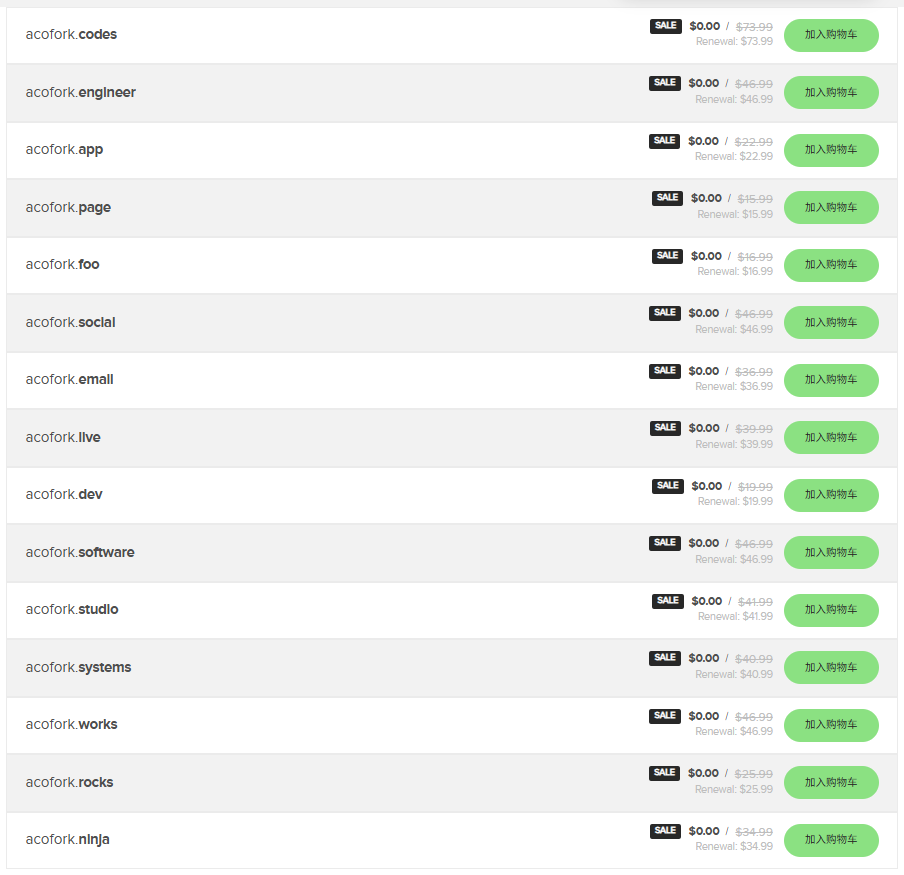 acofork.codes
SALE $0.00 / $73.99 加入购物车
Renewal: $73.99
acofork.engineer
SALE $0.00 / $46.99 加入购物车
Renewal: $46.99
acofork.app
SALE $0.00 / $22.99 加入购物车
Renewal: $22.99
acofork.page
SALE $0.00 / $15.99 加入购物车
Renewal: $15.99
acofork.foo
SALE $0.00 / $16.99 加入购物车
Renewal: $16.99
acofork.social
SALE $0.00 / $46.99 加入购物车
Renewal: $46.99
acofork.email
SALE $0.00 / $36.99 加入购物车
Renewal: $36.99
acofork.live
SALE $0.00 / $39.99 加入购物车
Renewal: $39.99
acofork.dev
SALE $0.00 / $19.99 加入购物车
Renewal: $19.99
acofork.software
SALE $0.00 / $46.99 加入购物车
Renewal: $46.99
acofork.studio
SALE $0.00 / $41.99 加入购物车
Renewal: $41.99
acofork.systems
SALE $0.00 / $40.99 加入购物车
Renewal: $40.99
acofork.works
SALE $0.00 / $46.99 加入购物车
Renewal: $46.99
acofork.rocks
SALE $0.00 / $25.99 加入购物车
Renewal: $25.99
acofork.ninja
SALE $0.00 / $34.99 加入购物车
Renewal: $34.99